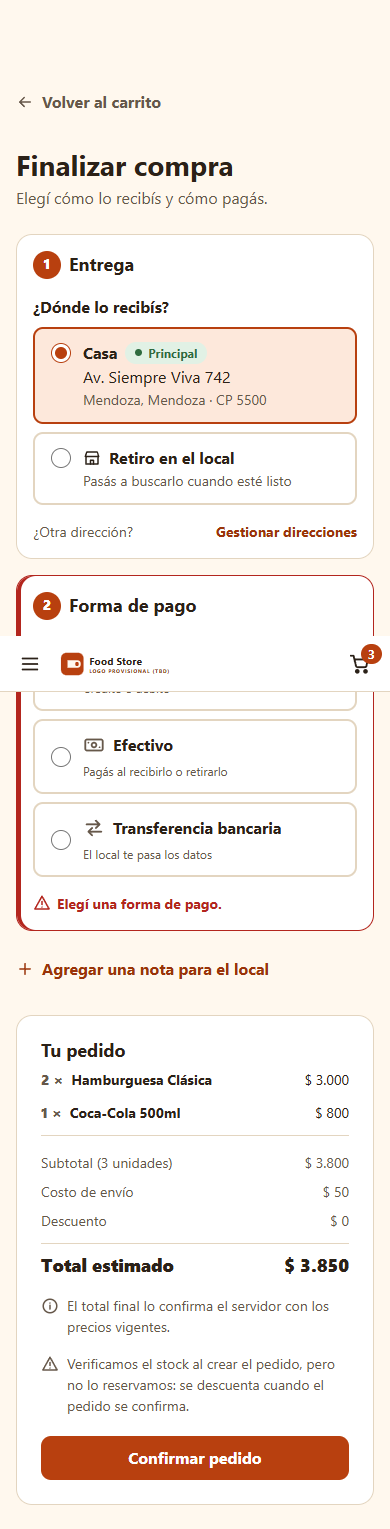 Volver al carrito
Finalizar compra
Elegí cómo lo recibís y cómo pagás.
1 Entrega
¿Dónde lo recibís?
Casa Principal
Av. Siempre Viva 742
Mendoza, Mendoza · CP 5500
Retiro en el local
Pasás a buscarlo cuando esté listo
¿Otra dirección? Gestionar direcciones
2 Forma de pago
Food Store
LOGO PROVISIONAL (TBD)
3
Efectivo
Pagás al recibirlo o retirarlo
Transferencia bancaria
El local te pasa los datos
Elegí una forma de pago.
Agregar una nota para el local
Tu pedido
2 × Hamburguesa Clásica $ 3.000
1 × Coca-Cola 500ml $ 800
Subtotal (3 unidades) $ 3.800
Costo de envío $ 50
Descuento $ 0
Total estimado $ 3.850
El total final lo confirma el servidor con los
precios vigentes.
Verificamos el stock al crear el pedido, pero
no lo reservamos: se descuenta cuando el
pedido se confirma.
Confirmar pedido